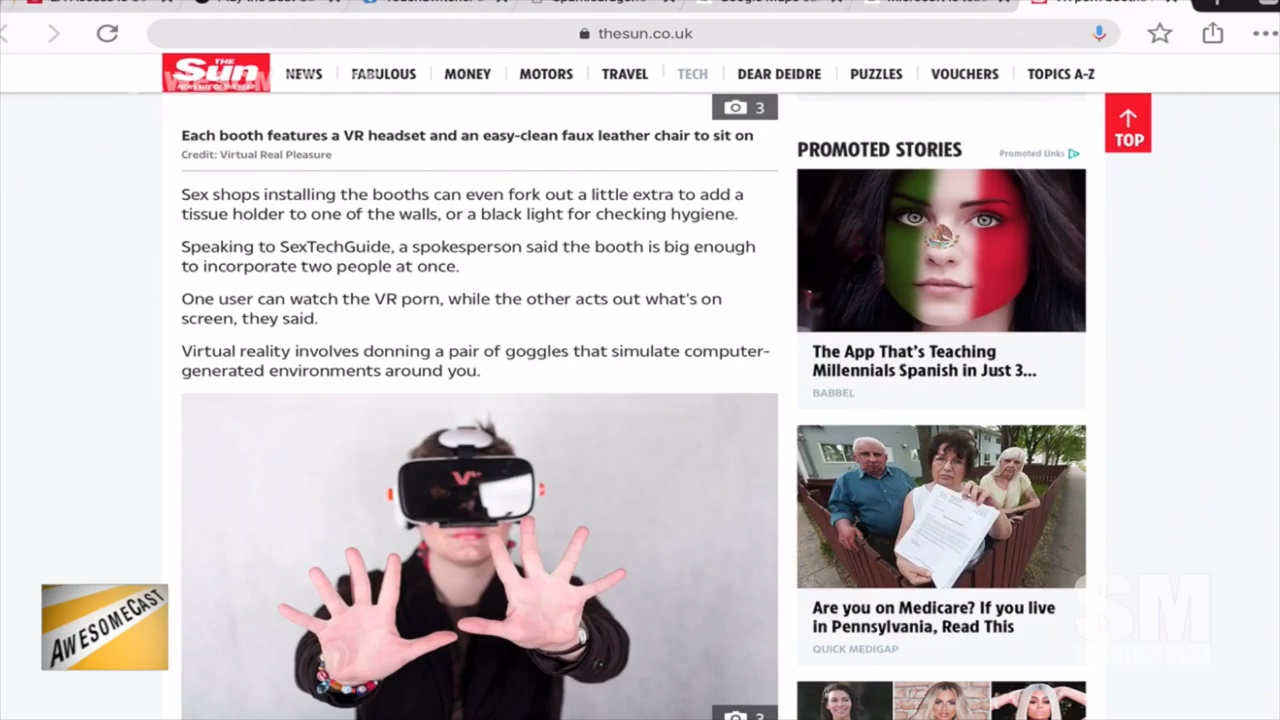 thesun.co.uk
THE
Sun
NEWS
FABULOUS
MONEY
MOTORS
TRAVEL
TECH
DEAR DEIDRE
PUZZLES
VOUCHERS
TOPICS A-Z
3
TOP
Each booth features a VR headset and an easy-clean faux leather chair to sit on
Credit: Virtual Real Pleasure
Sex shops installing the booths can even fork out a little extra to add a
tissue holder to one of the walls, or a black light for checking hygiene.
Speaking to SexTechGuide, a spokesperson said the booth is big enough
to incorporate two people at once.
One user can watch the VR porn, while the other acts out what's on
screen, they said.
Virtual reality involves donning a pair of goggles that simulate computer-
generated environments around you.
3
PROMOTED STORIES
Promoted Links
The App That's Teaching
Millennials Spanish in Just 3...
BABBEL
Are you on Medicare? If you live
in Pennsylvania, Read This
QUICK MEDIGAP
AWESOMECAST
SM